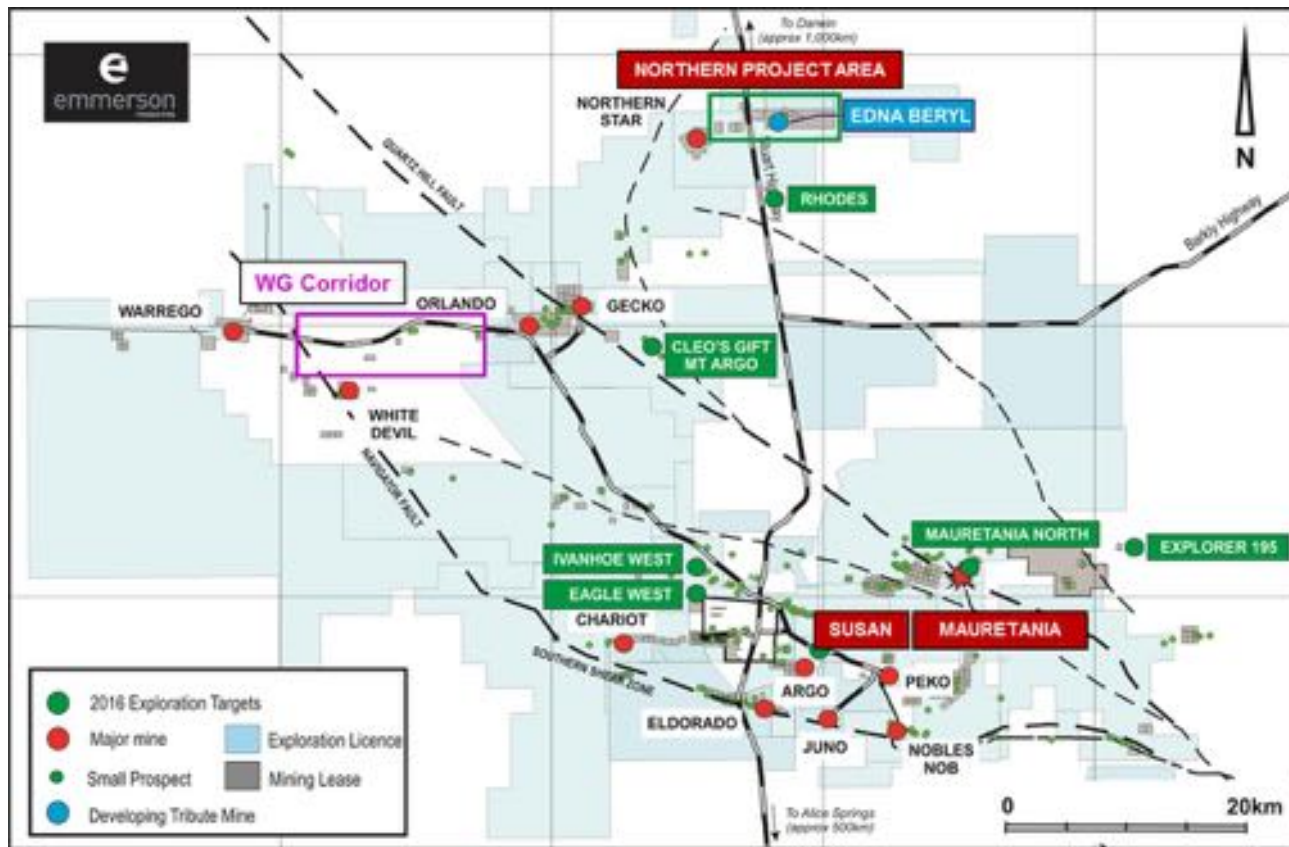 To Darwin
(approx 1,000km)
e
emmerson
NORTHERN PROJECT AREA
NORTHERN
STAR
EDNA BERYL
N
QUARTZ HILL FAULT
RHODES
Barkly Highway
WG Corridor
WARREGO
ORLANDO
GECKO
CLEO'S GIFT
MT ARGO
WHITE
DEVIL
NAVIGATOR FAULT
MAURETANIA NORTH
IVANHOE WEST
EXPLORER 195
EAGLE WEST
CHARIOT
SUSAN
MAURETANIA
SOUTHERN SHEAR ZONE
ARGO
PEKO
ELDORADO
JUNO
NOBLES
NOB
2016 Exploration Targets
Major mine
Exploration Licence
Small Prospect
Mining Lease
Developing Tribute Mine
To Alice Springs
(approx 500km)
0
20km